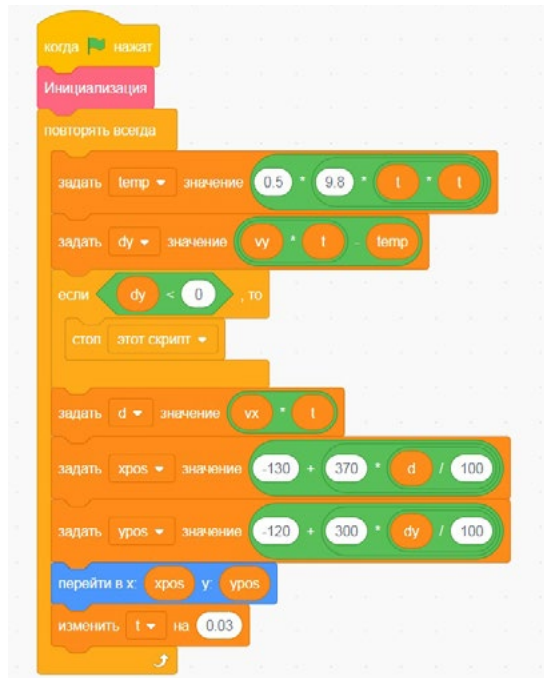 когда нажат
Инициализация
повторять всегда
задать temp значение 0.5 * 9.8 * t * t
задать dy значение vy * t - temp
если dy < 0 , то
стоп этот скрипт
задать d значение vx * t
задать xpos значение -130 + 370 * d / 100
задать ypos значение -120 + 300 * dy / 100
перейти в x: xpos y: ypos
изменить t на 0.03